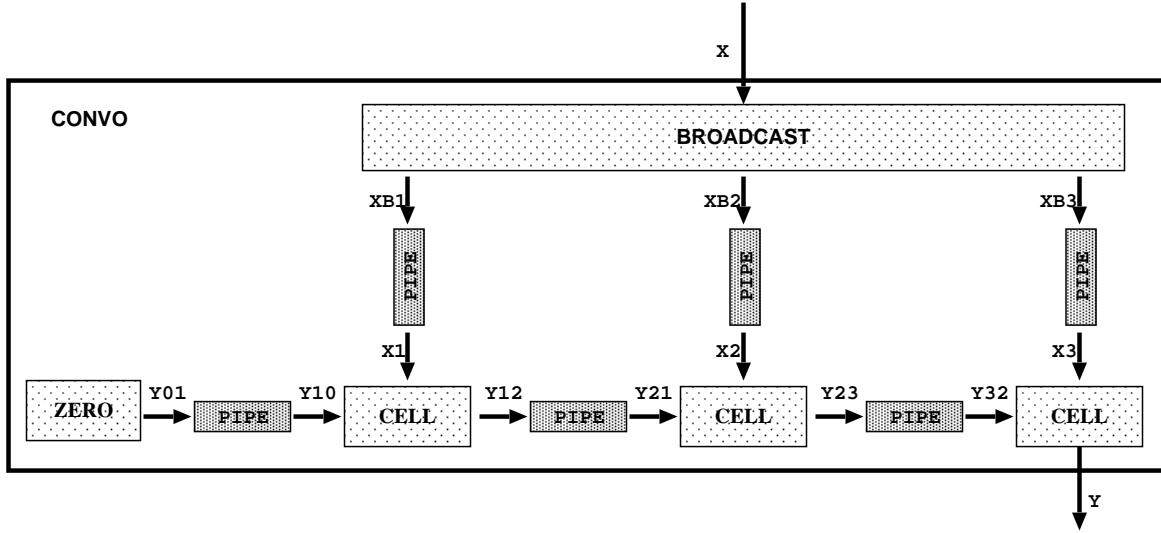 X
CONVO
BROADCAST
XB1
XB2
XB3
PIPE
PIPE
PIPE
X1
X2
X3
ZERO
Y01
PIPE
Y10
CELL
Y12
PIPE
Y21
CELL
Y23
PIPE
Y32
CELL
Y